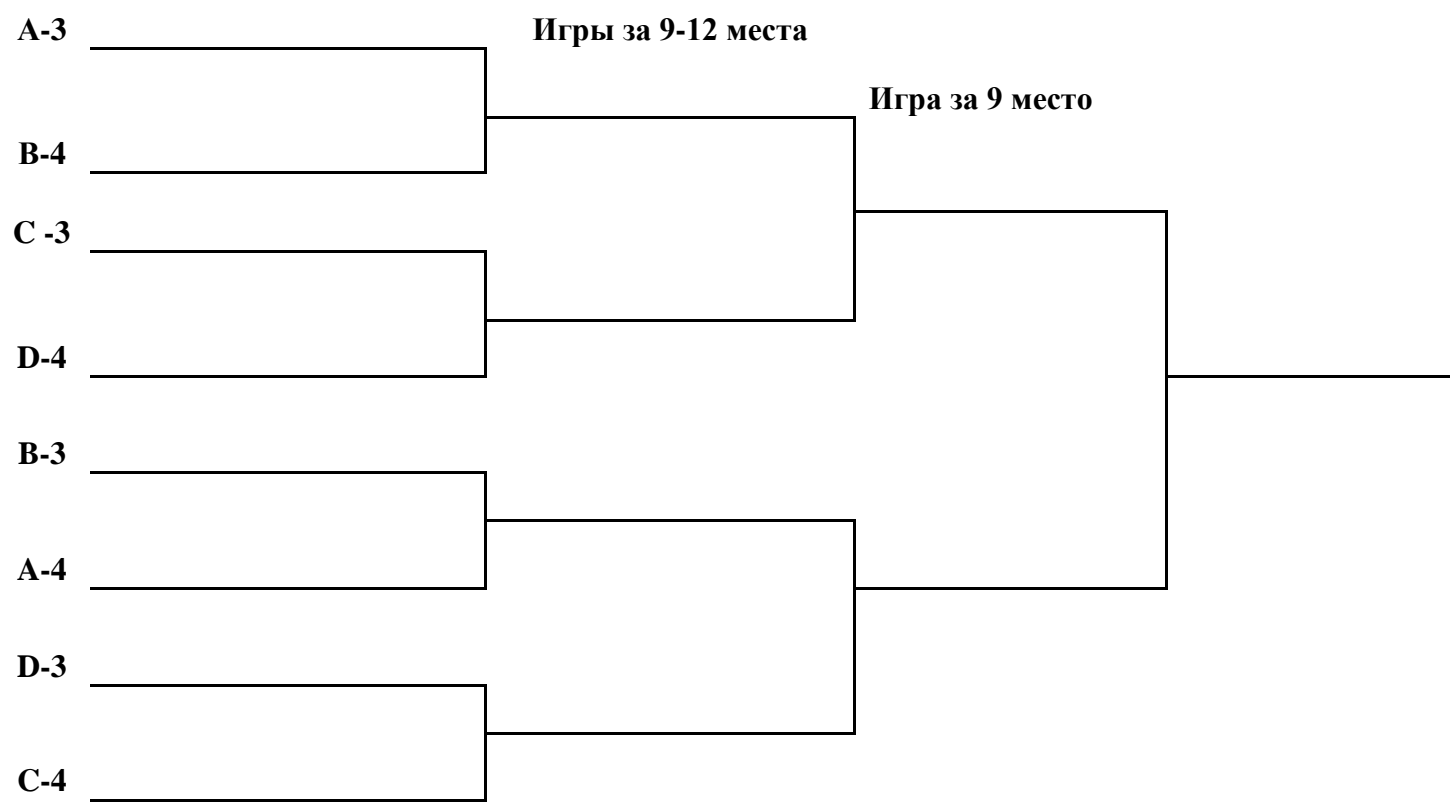 A-3
Игры за 9-12 места
Игра за 9 место
B-4
C -3
D-4
B-3
A-4
D-3
C-4